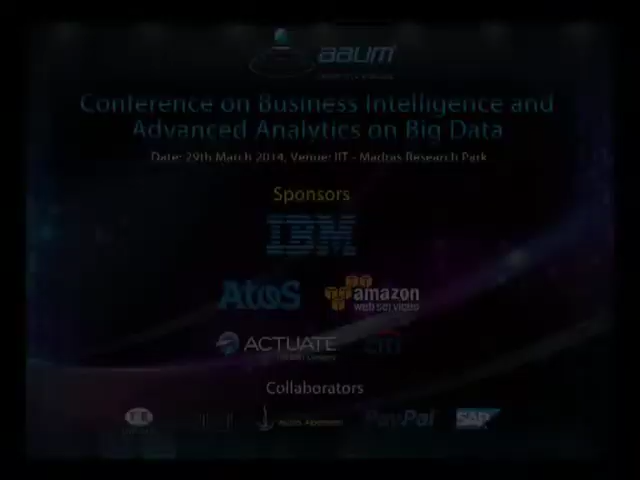 aaum
Conference on Business Intelligence and
Advanced Analytics on Big Data
Date: 29th March 2014, Venue: IIT - Madras Research Park
Sponsors
IBM
Atos amazon
web services
ACTUATE citi
Collaborators
PayPal SAP